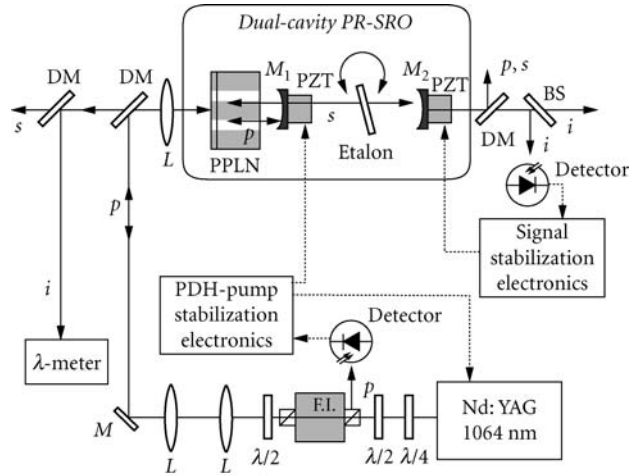 Dual-cavity PR-SRO
DM
DM
M1
PZT
M2
PZT
p, s
BS
s
L
p
PPLN
s
Etalon
DM
i
i
Detector
p
Signal
stabilization
electronics
i
PDH-pump
stabilization
electronics
Detector
λ-meter
p
M
L
L
λ/2
F.I.
λ/2
λ/4
Nd: YAG
1064 nm